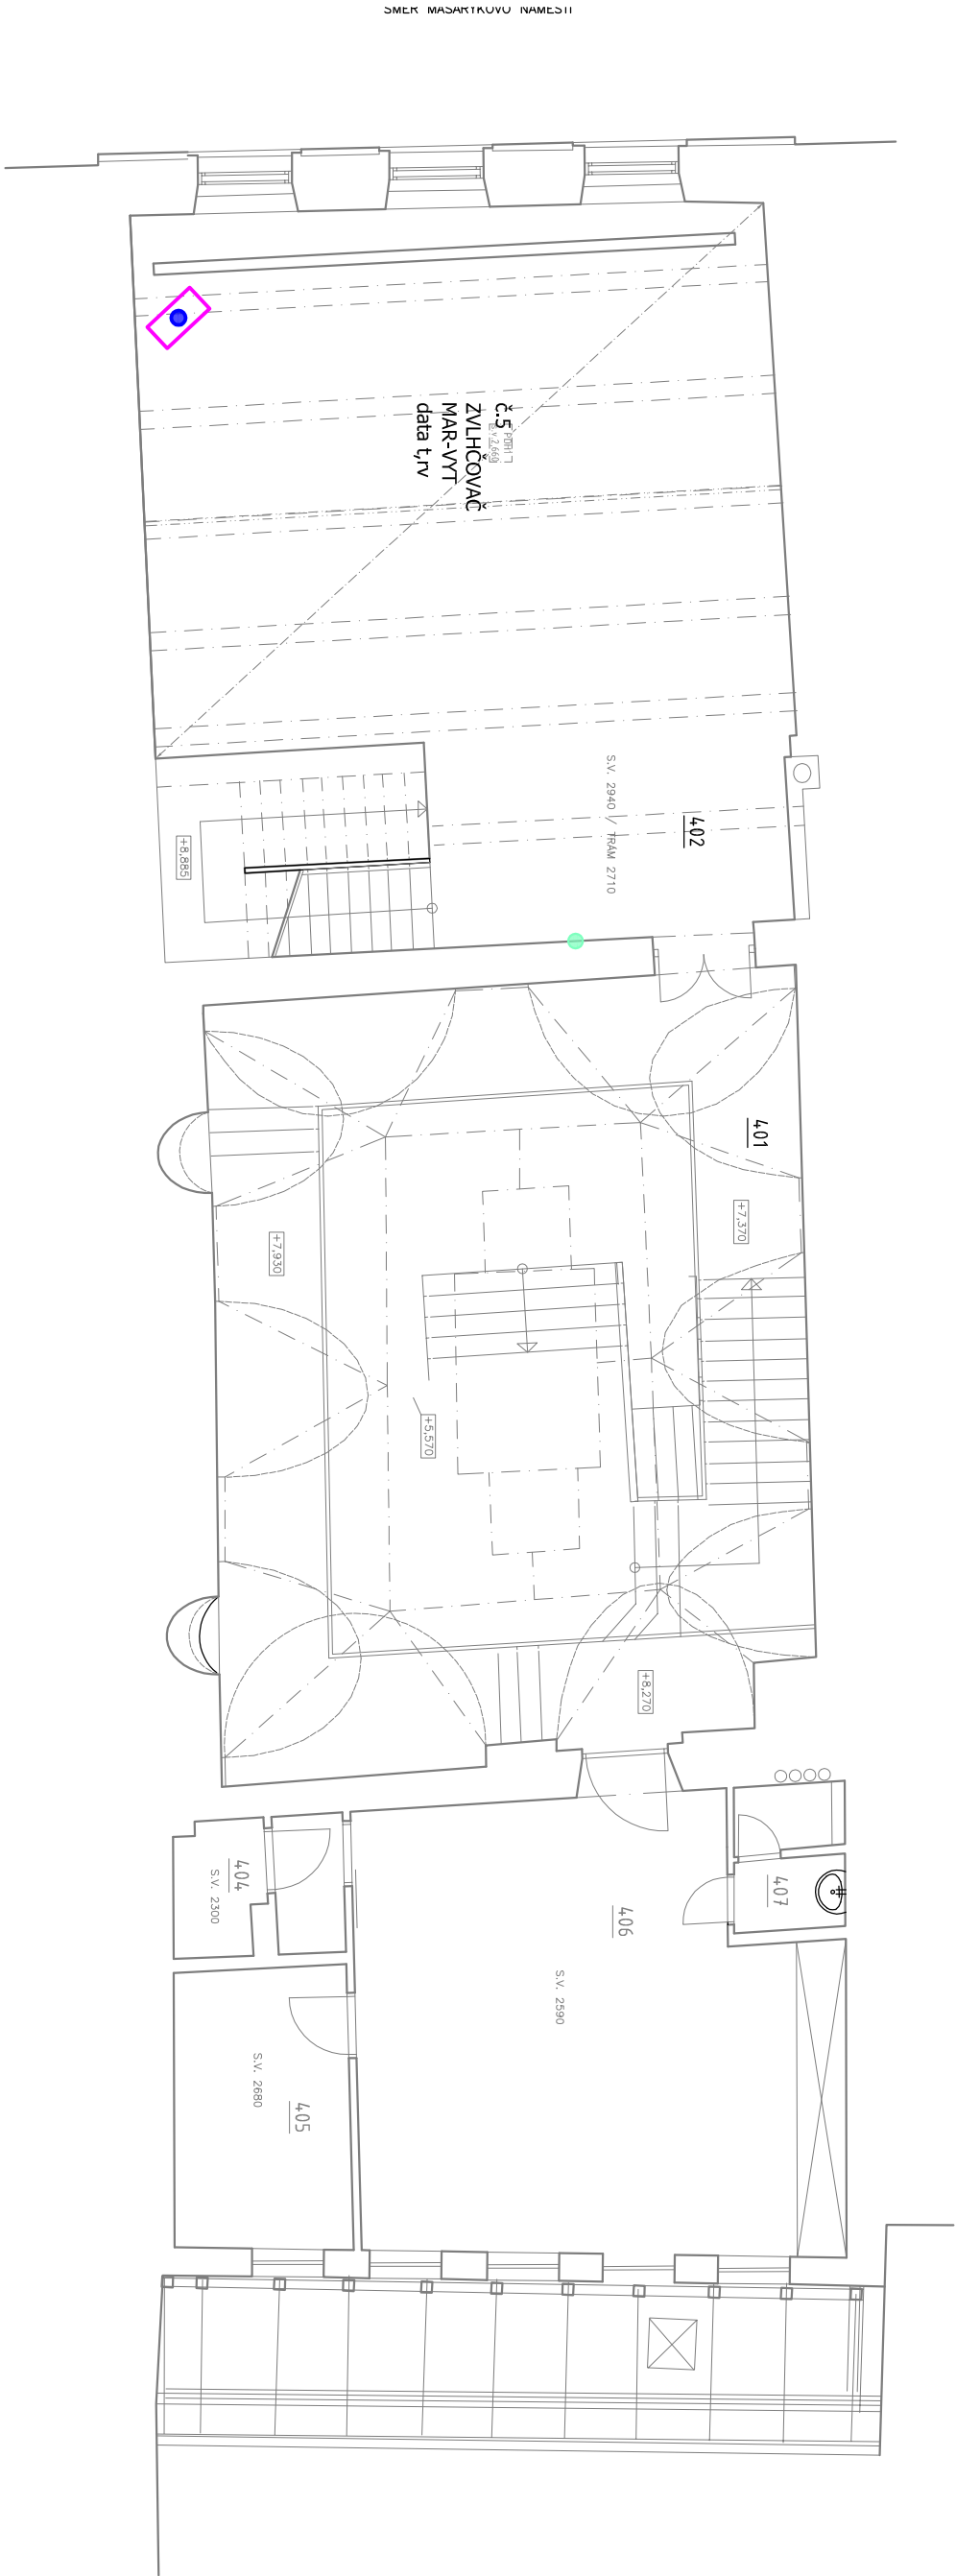 SMĚR MASARYKOVO NÁMĚSTÍ
č.5
ZVLHČOVAČ
MAR-VYT
data t,rv
S.V. 2940 / TRÁM 2710
402
+8,885
401
+7,370
+7,930
+5,570
+8,270
404
S.V. 2300
407
406
S.V. 2590
405
S.V. 2680